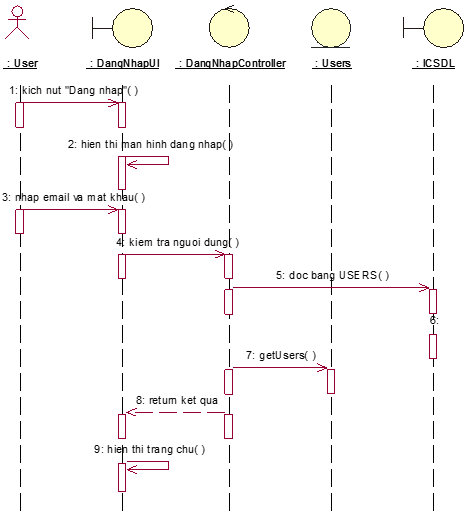 : User
: DangNhapUI
: DangNhapController
: Users
: ICSDL
1: kich nut "Dang nhap"( )
2: hien thi man hinh dang nhap( )
3: nhap email va mat khau( )
4: kiem tra nguoi dung( )
5: doc bang USERS( )
6:
7: getUsers( )
8: return ket qua
9: hien thi trang chu( )